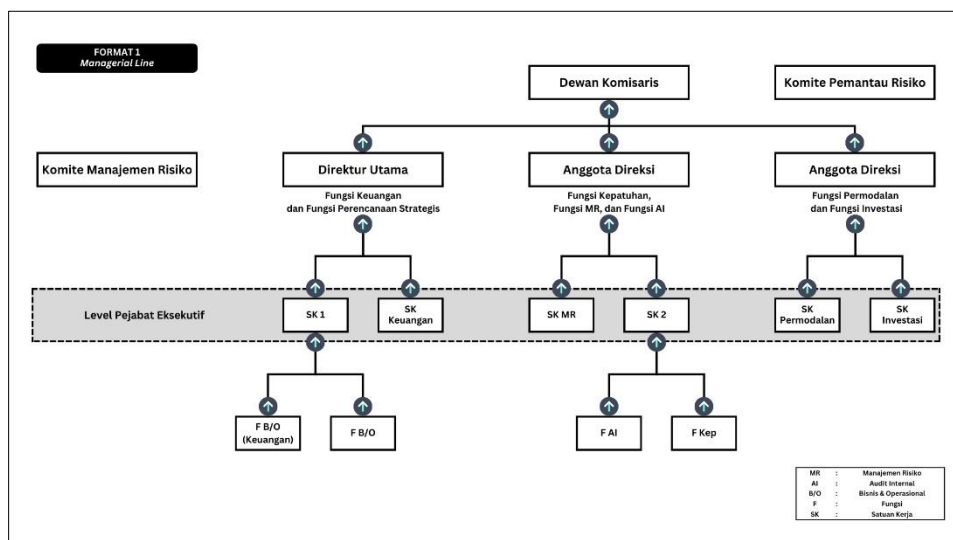 FORMAT 1
Managerial Line
Dewan Komisaris
Komite Pemantau Risiko
Komite Manajemen Risiko
Direktur Utama
Anggota Direksi
Anggota Direksi
Fungsi Keuangan
dan Fungsi Perencanaan Strategis
Fungsi Kepatuhan,
Fungsi MR, dan Fungsi AI
Fungsi Permodalan
dan Fungsi Investasi
Level Pejabat Eksekutif
SK 1
SK
Keuangan
SK MR
SK 2
SK
Permodalan
SK
Investasi
F B/O
(Keuangan)
F B/O
F AI
F Kep
MR : Manajemen Risiko
AI : Audit Internal
B/O : Bisnis & Operasional
F : Fungsi
SK : Satuan Kerja